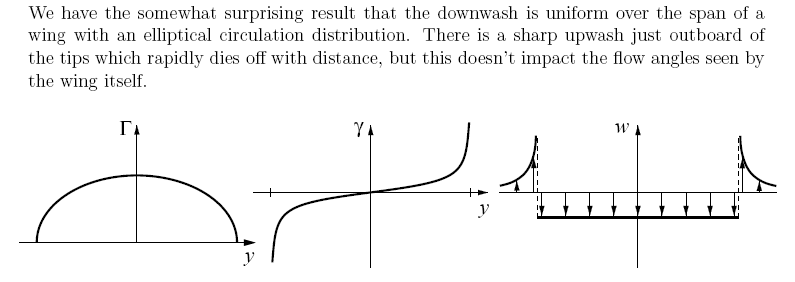 We have the somewhat surprising result that the downwash is uniform over the span of a
wing with an elliptical circulation distribution. There is a sharp upwash just outboard of
the tips which rapidly dies off with distance, but this doesn't impact the flow angles seen by
the wing itself.
Γ
y
γ
y
w